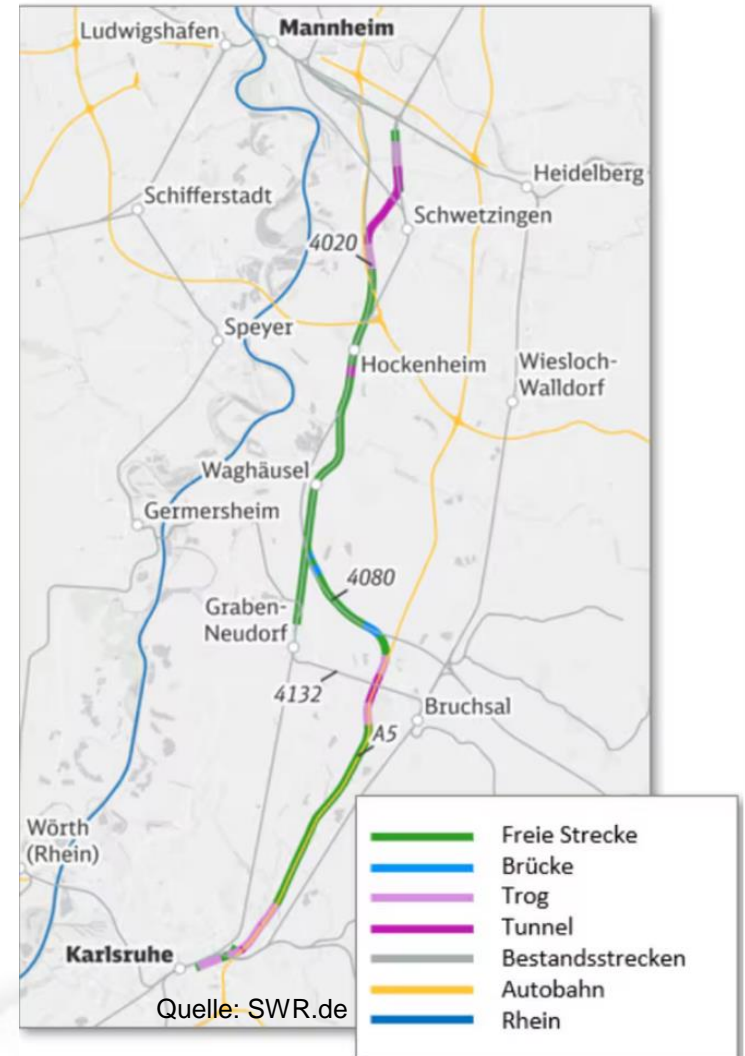 Ludwigshafen
Mannheim
Heidelberg
Schifferstadt
Schwetzingen
4020
Speyer
Hockenheim
Wiesloch-
Walldorf
Waghäusel
Germersheim
4080
Graben-
Neudorf
4132
Bruchsal
A5
Wörth
(Rhein)
Karlsruhe
Quelle: SWR.de
Freie Strecke
Brücke
Trog
Tunnel
Bestandsstrecken
Autobahn
Rhein